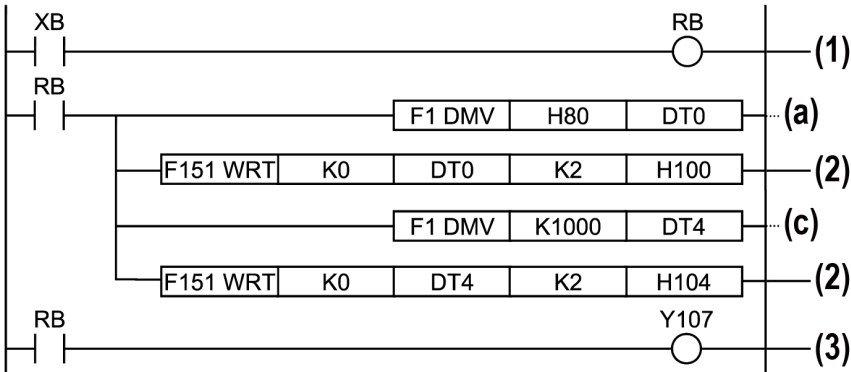 XB RB
(1)
RB
F1 DMV H80 DT0 (a)
F151 WRT K0 DT0 K2 H100 (2)
F1 DMV K1000 DT4 (c)
F151 WRT K0 DT4 K2 H104 (2)
RB Y107
(3)